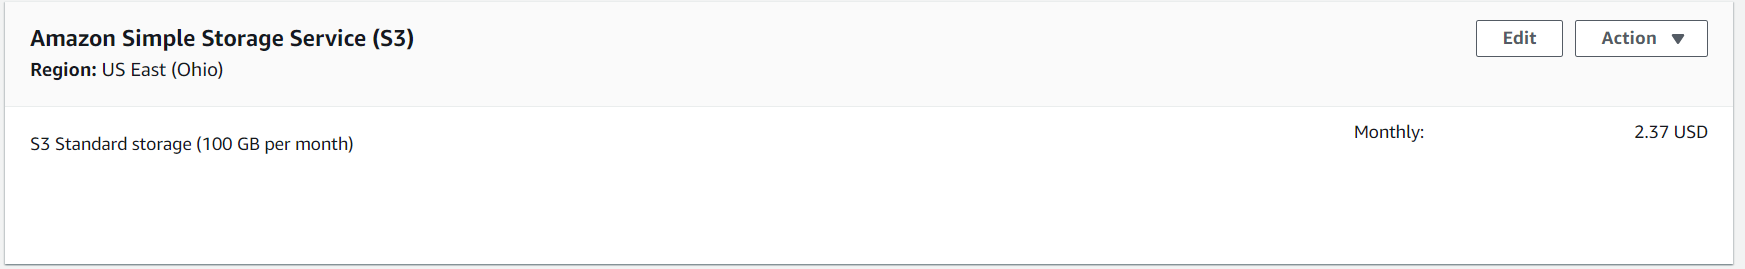 Amazon Simple Storage Service (S3)
Edit
Action
Region: US East (Ohio)
S3 Standard storage (100 GB per month)
Monthly: 2.37 USD